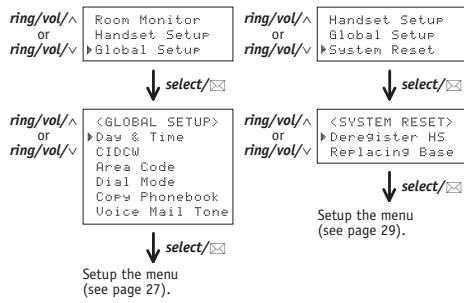 ring/vol/∧
or
ring/vol/∨
Room Monitor
Handset Setup
▶Global Setup
select/✉
ring/vol/∧
or
ring/vol/∨
<GLOBAL SETUP>
▶Day & Time
CIDCW
Area Code
Dial Mode
Copy Phonebook
Voice Mail Tone
select/✉
Setup the menu
(see page 27).
ring/vol/∧
or
ring/vol/∨
Handset Setup
Global Setup
▶System Reset
select/✉
ring/vol/∧
or
ring/vol/∨
<SYSTEM RESET>
▶Deregister HS
Replacing Base
select/✉
Setup the menu
(see page 29).